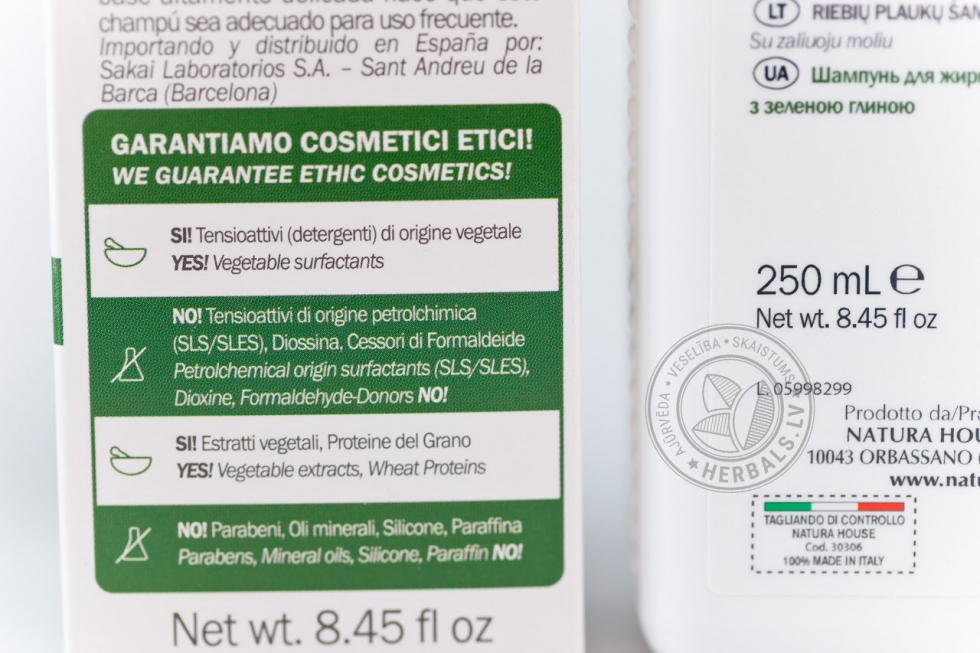 champú sea adecuado para uso frecuente.
Importando y distribuido en España por:
Sakai Laboratorios S.A. – Sant Andreu de la
Barca (Barcelona)
GARANTIAMO COSMETICI ETICI!
WE GUARANTEE ETHIC COSMETICS!
SI! Tensioattivi (detergenti) di origine vegetale
YES! Vegetable surfactants
NO! Tensioattivi di origine petrolchimica
(SLS/SLES), Diossina, Cessori di Formaldeide
Petrolchemical origin surfactants (SLS/SLES),
Dioxine, Formaldehyde-Donors NO!
SI! Estratti vegetali, Proteine del Grano
YES! Vegetable extracts, Wheat Proteins
NO! Parabeni, Oli minerali, Silicone, Paraffina
Parabens, Mineral oils, Silicone, Paraffin NO!
Net wt. 8.45 fl oz
LT RIEBIŲ PLAUKŲ
Su zaliuoju moliu
UA Шампунь для
з зеленою глиною
250 mL ℮
Net wt. 8.45 fl oz
L. 05998299
Prodotto da/
NATURA
10043 ORBASSANO
TAGLIANDO DI CONTROLLO
NATURA HOUSE
Cod. 30306
100% MADE IN ITALY
AJŪRVĒDA • VESELĪBA • SKAISTUMS
HERBALS.LV